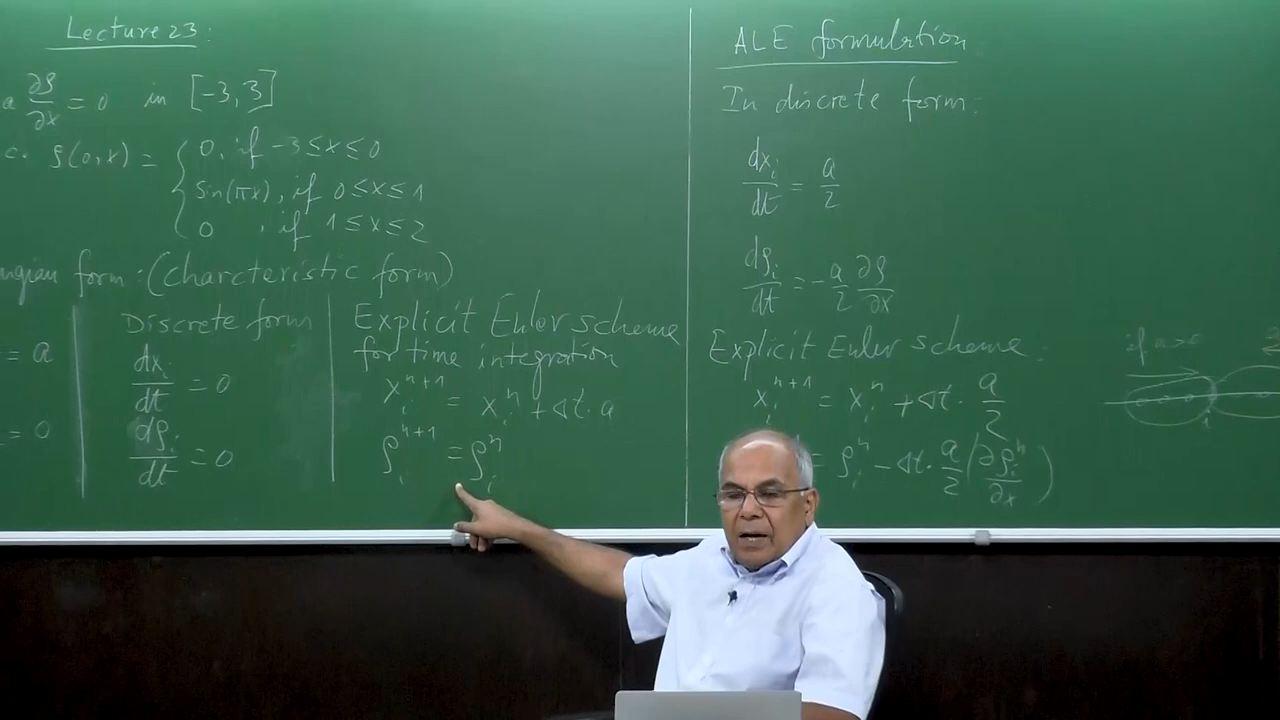 Lecture 23:
a ∂ρ/∂x = 0 in [-3,3]
c. ρ(0,x) = { 0, if -3≤x≤0
sin(πx), if 0≤x≤1
0 , if 1≤x≤2
ngian form: (charcteristic form)
= a
= 0
Discrete form
dx_i/dt = 0
dρ_i/dt = 0
Explicit Euler scheme
for time integration
x_i^{n+1} = x_i^n + Δt. a
ρ_i^{n+1} = ρ_i^n
ALE formulation
In discrete form:
dx_i/dt = a/2
dρ_i/dt = -a/2 ∂ρ/∂x
Explicit Euler scheme:
x_i^{n+1} = x_i^n + Δt. a/2
= ρ_i^n - Δt. a/2 (∂ρ_i^n/∂x)